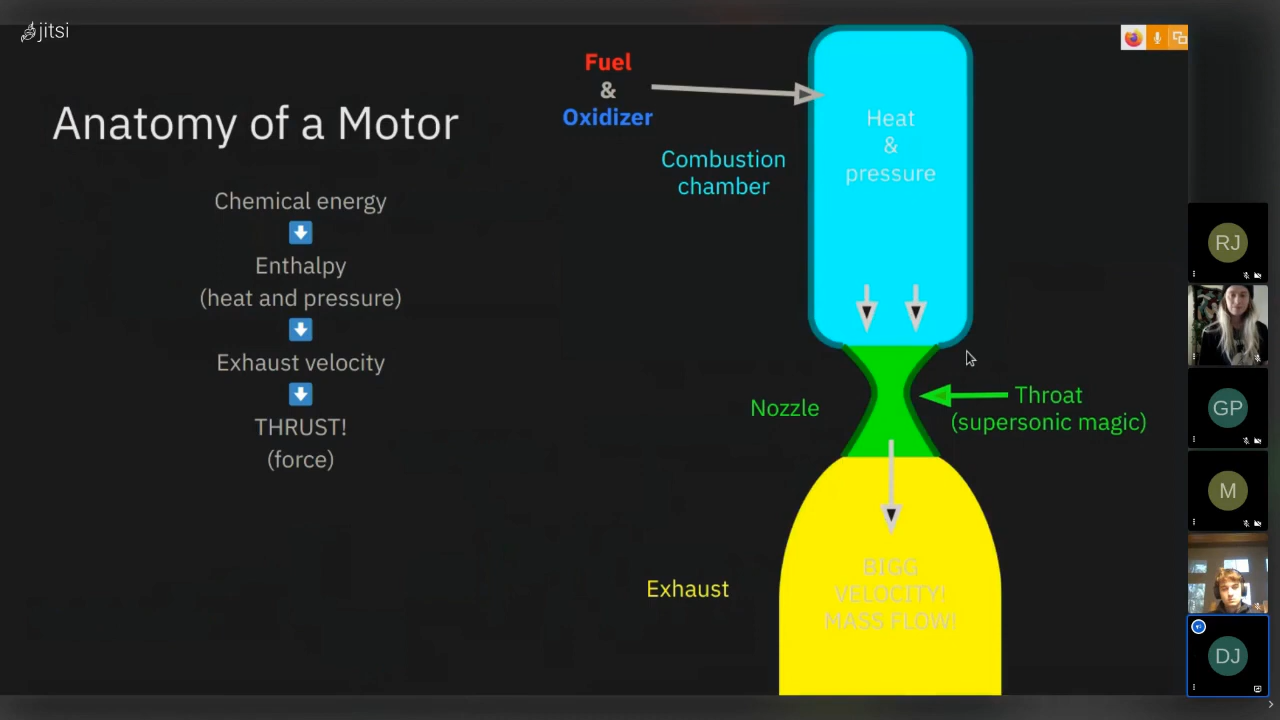 jitsi
Anatomy of a Motor
Chemical energy
Enthalpy
(heat and pressure)
Exhaust velocity
THRUST!
(force)
Fuel
&
Oxidizer
Combustion
chamber
Heat
&
pressure
Nozzle
Throat
(supersonic magic)
Exhaust
BIGG
VELOCITY!
MASS FLOW!
RJ
GP
M
DJ